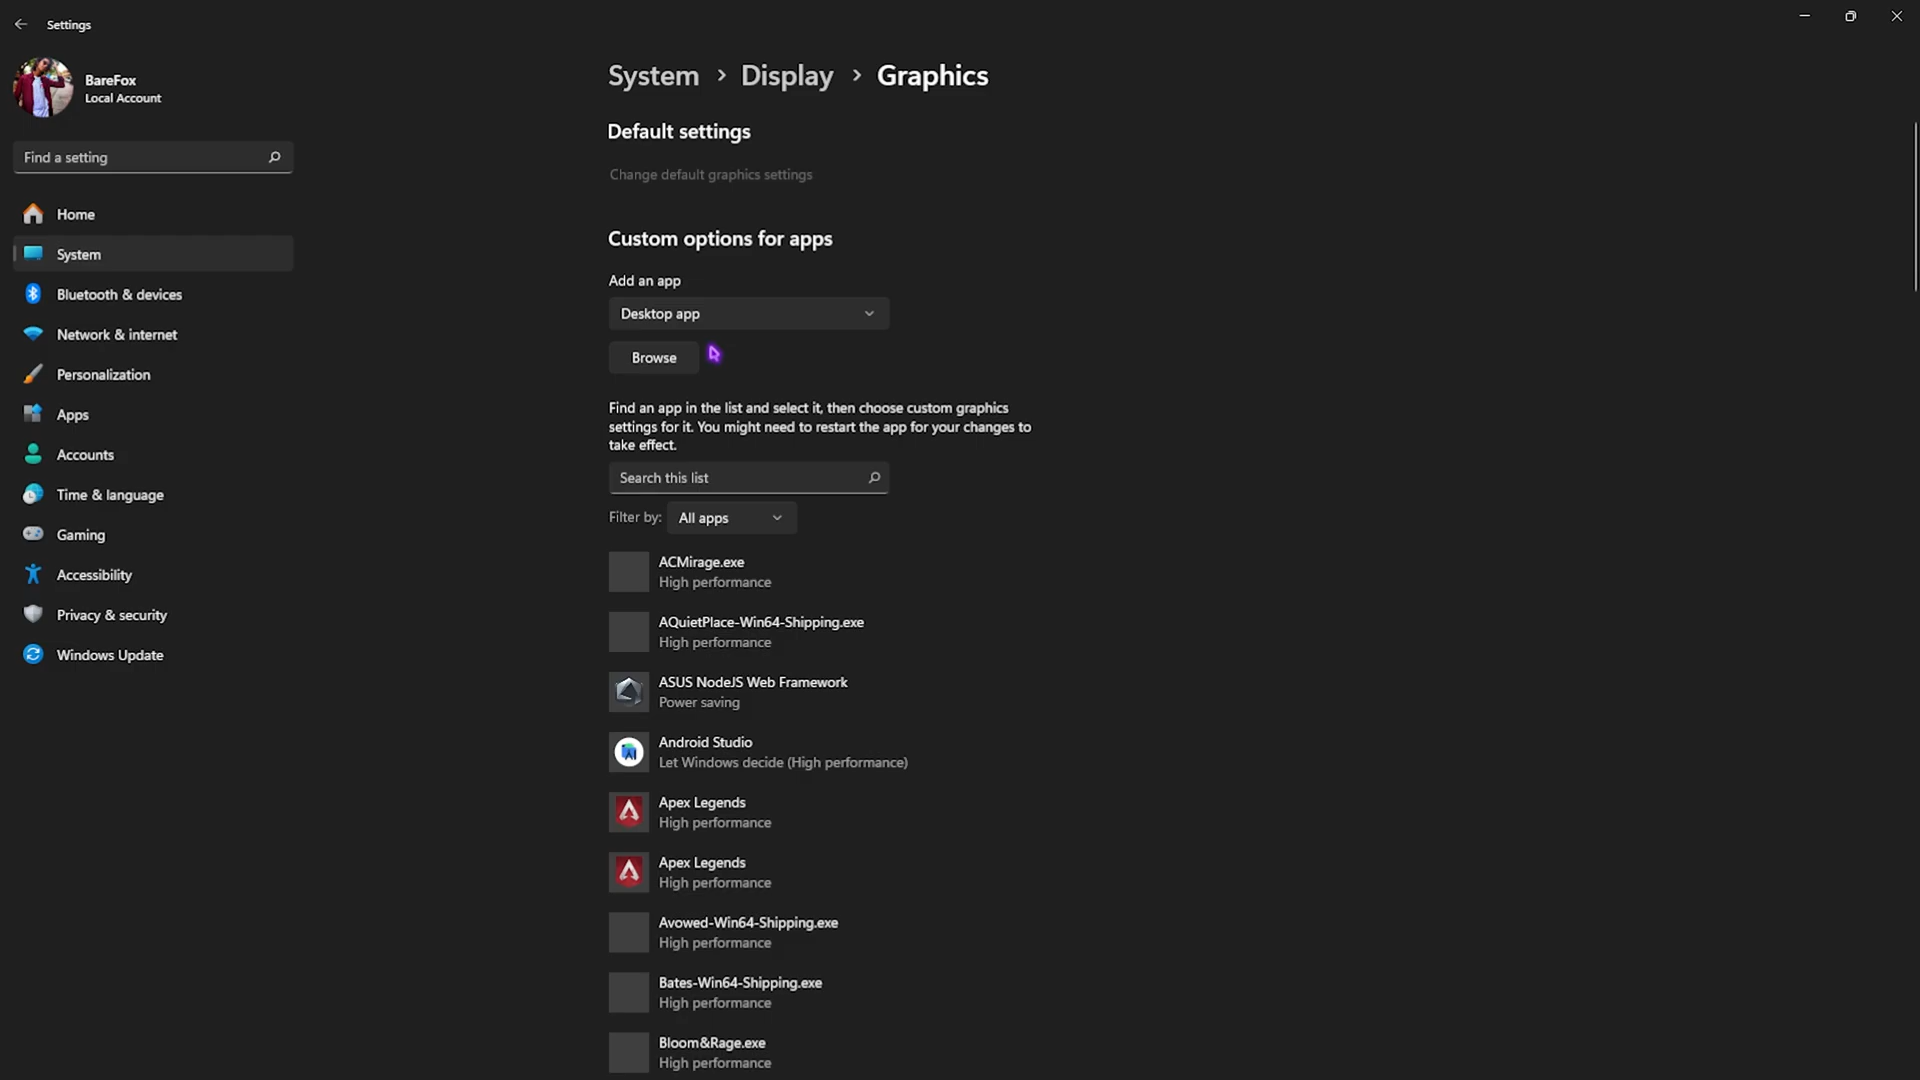 Settings
BareFox
Local Account
Find a setting
Home
System
Bluetooth & devices
Network & internet
Personalization
Apps
Accounts
Time & language
Gaming
Accessibility
Privacy & security
Windows Update
System > Display > Graphics
Default settings
Change default graphics settings
Custom options for apps
Add an app
Desktop app
Browse
Find an app in the list and select it, then choose custom graphics
settings for it. You might need to restart the app for your changes to
take effect.
Search this list
Filter by: All apps
ACMirage.exe
High performance
AQuietPlace-Win64-Shipping.exe
High performance
ASUS NodeJS Web Framework
Power saving
Android Studio
Let Windows decide (High performance)
Apex Legends
High performance
Apex Legends
High performance
Avowed-Win64-Shipping.exe
High performance
Bates-Win64-Shipping.exe
High performance
Bloom&Rage.exe
High performance